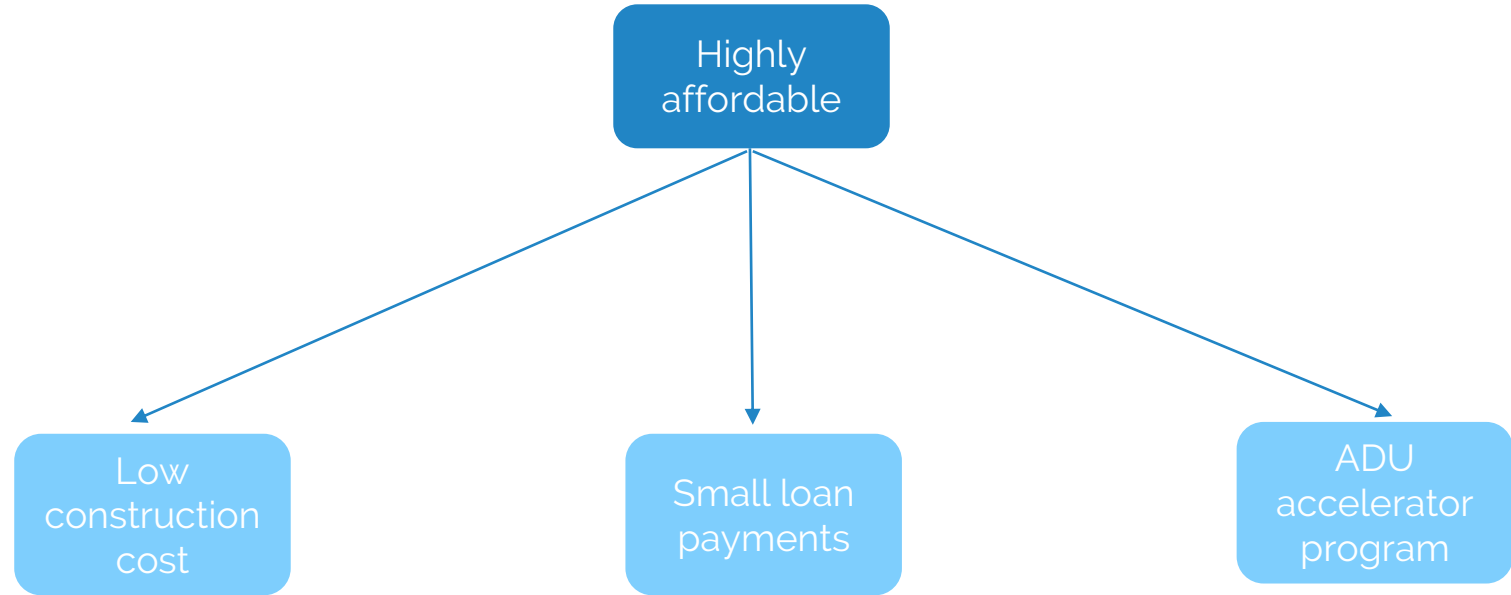 Highly
affordable
Low
construction
cost
Small loan
payments
ADU
accelerator
program